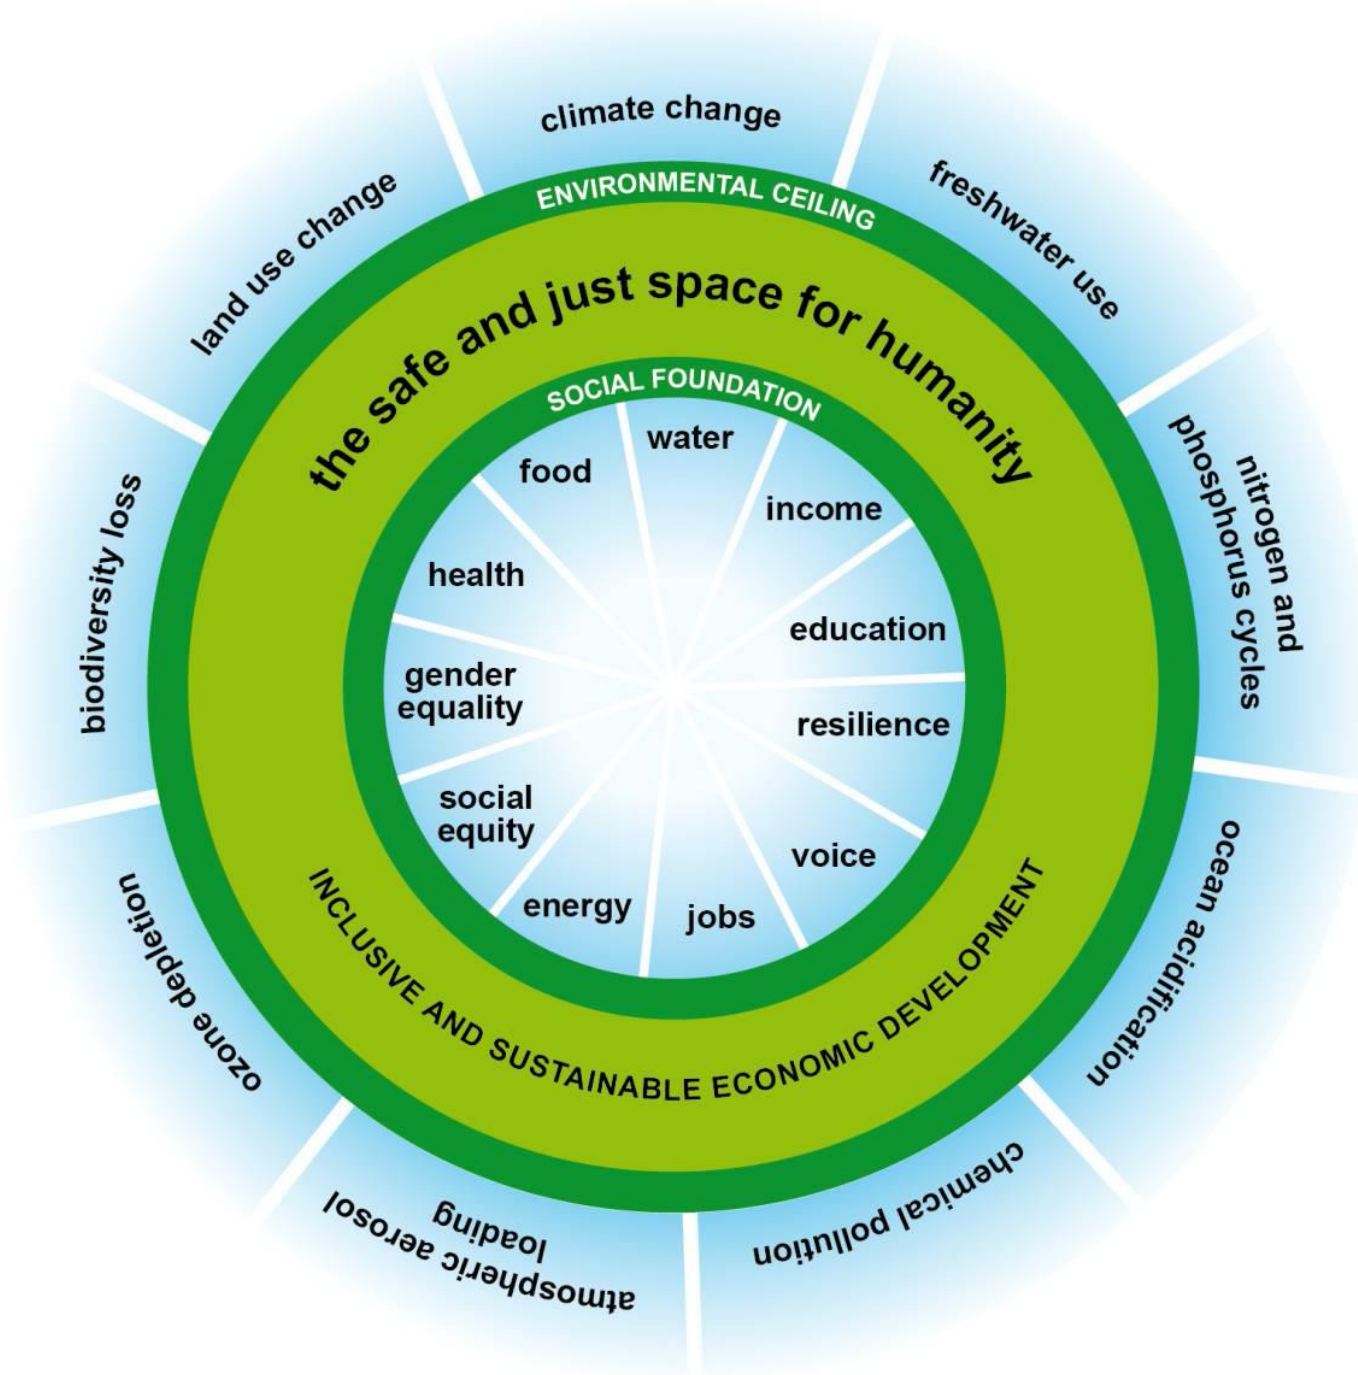 climate change
freshwater use
nitrogen and
phosphorus cycles
ocean acidification
chemical pollution
atmospheric aerosol
loading
ozone depletion
biodiversity loss
land use change
ENVIRONMENTAL CEILING
the safe and just space for humanity
SOCIAL FOUNDATION
water
income
education
resilience
voice
jobs
energy
social
equity
gender
equality
health
food
INCLUSIVE AND SUSTAINABLE ECONOMIC DEVELOPMENT